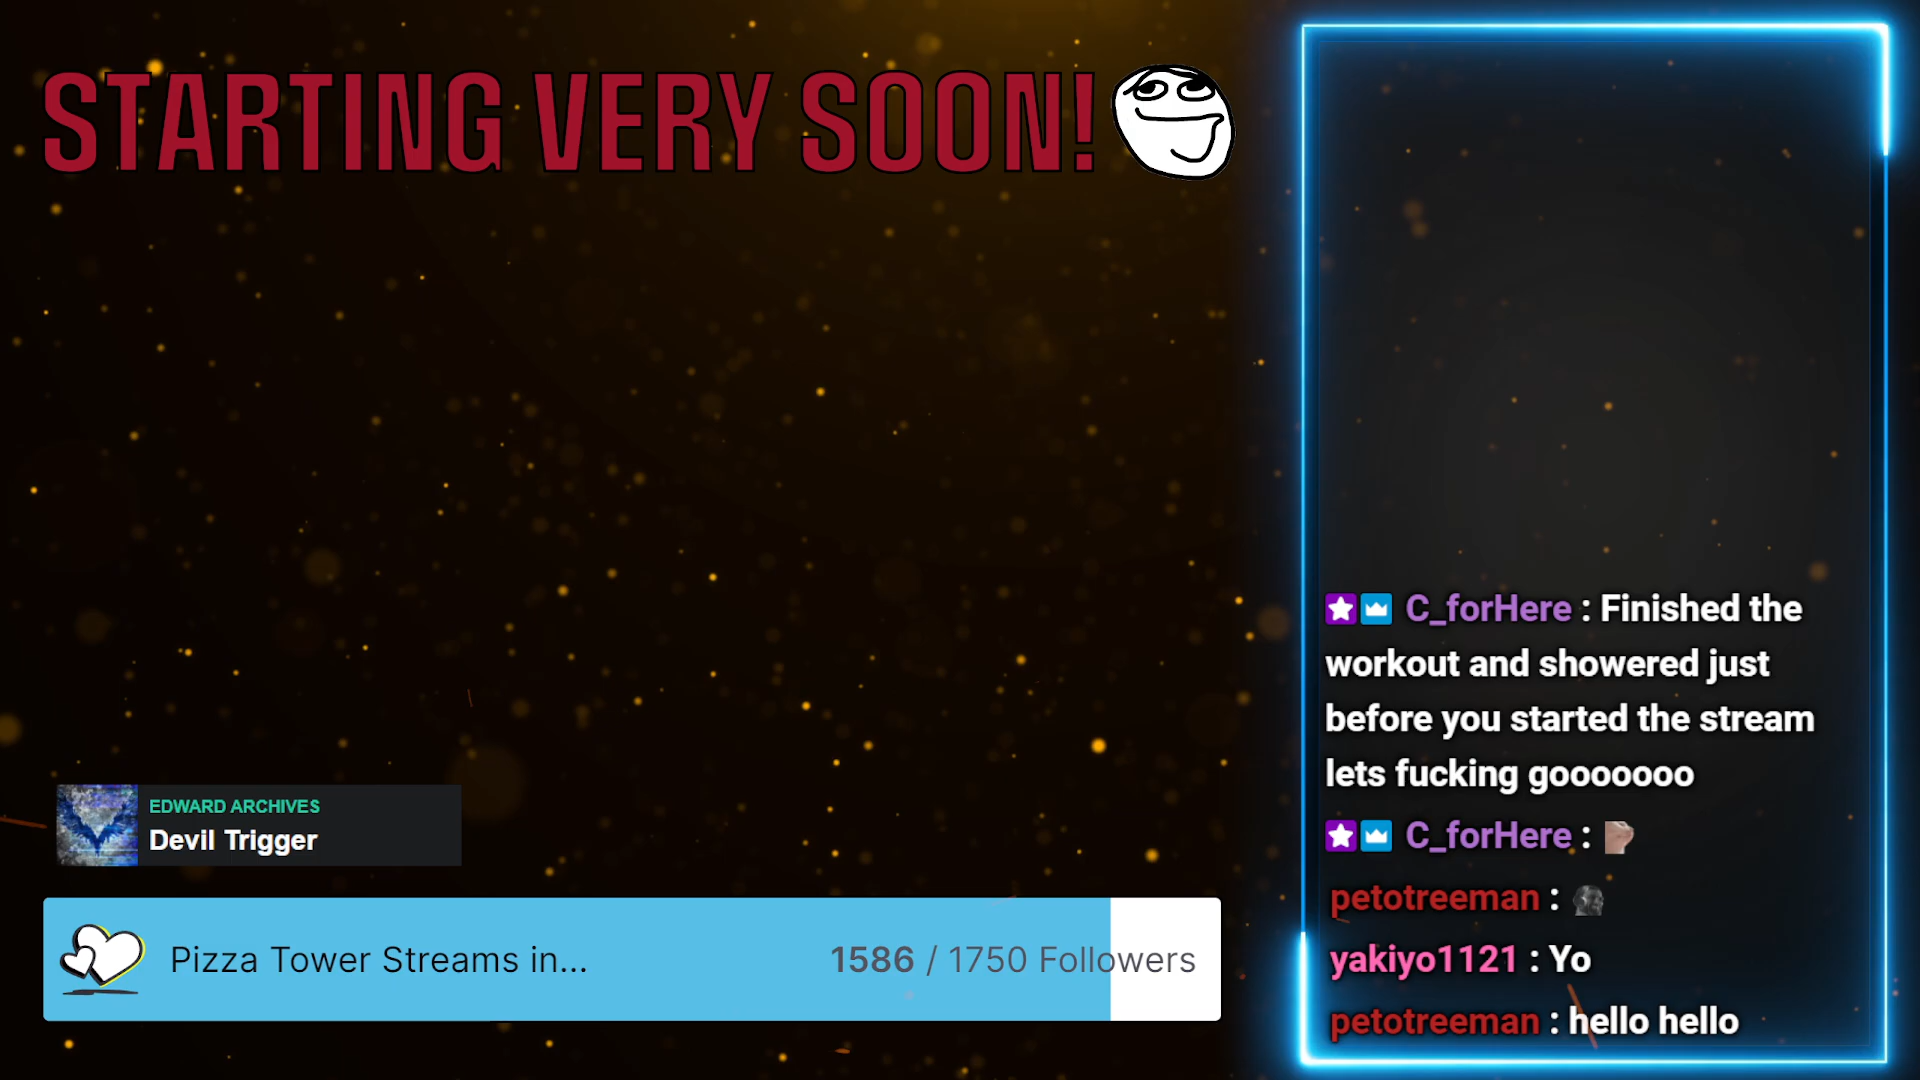 STARTING VERY SOON!
EDWARD ARCHIVES
Devil Trigger
Pizza Tower Streams in...
1586 / 1750 Followers
C_forHere : Finished the
workout and showered just
before you started the stream
lets fucking gooooooo
C_forHere :
petotreeman :
yakiyo1121 : Yo
petotreeman : hello hello